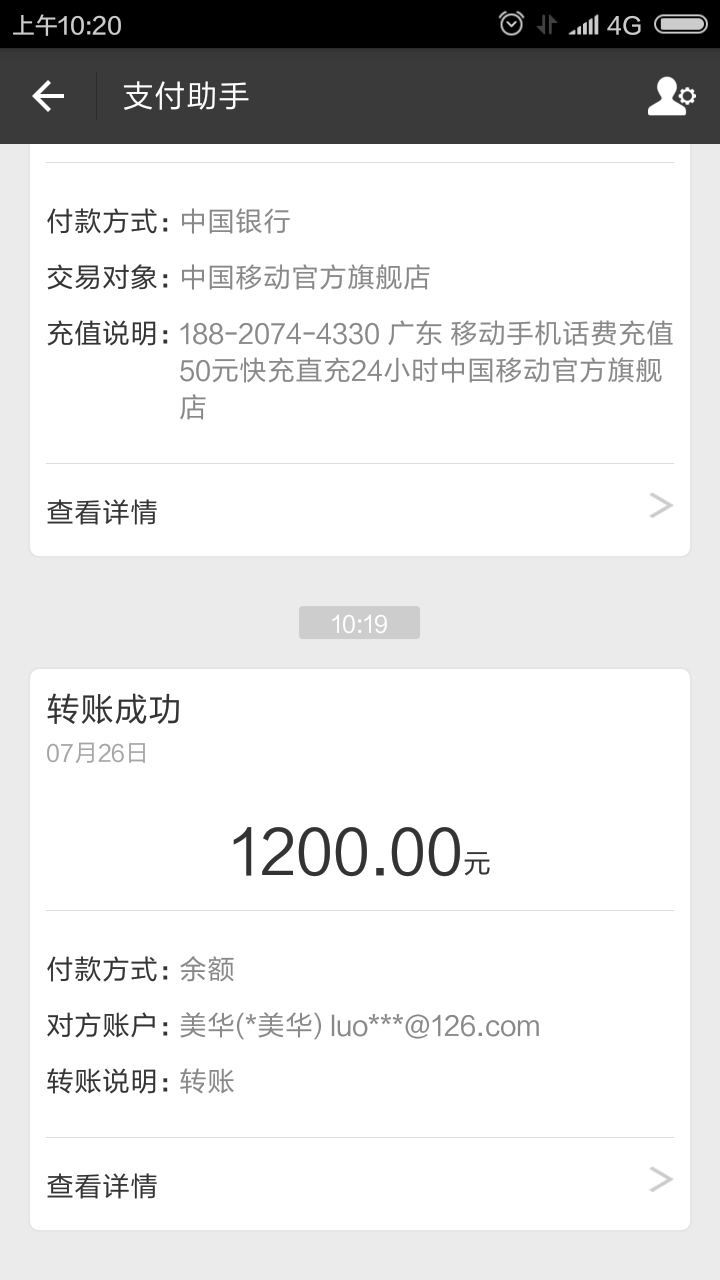 上午10:20
4G
支付助手
付款方式：中国银行
交易对象：中国移动官方旗舰店
充值说明：188-2074-4330 广东 移动手机话费充值
50元快充直充24小时中国移动官方旗舰
店
查看详情
10:19
转账成功
07月26日
1200.00元
付款方式：余额
对方账户：美华(*美华) luo***@126.com
转账说明：转账
查看详情